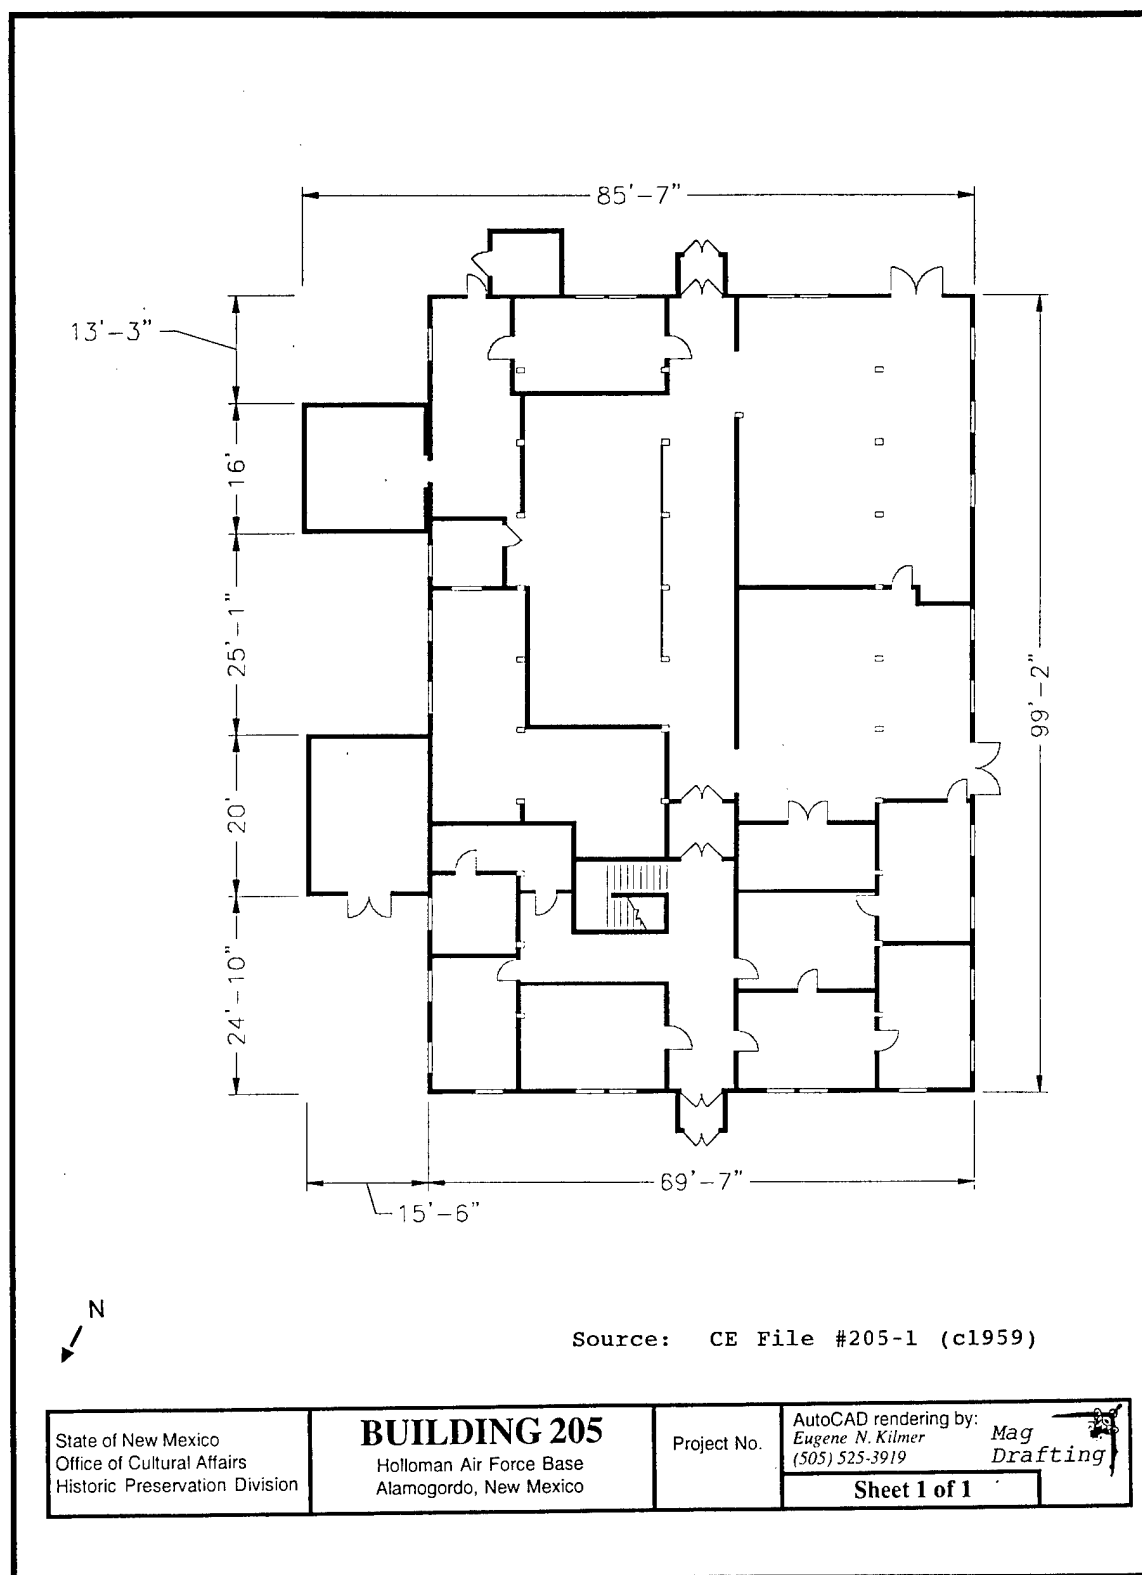 85'-7"
13'-3"
16'
25'-1"
99'-2"
20'
24'-10"
69'-7"
15'-6"
N
Source: CE File #205-1 (c1959)
State of New Mexico
Office of Cultural Affairs
Historic Preservation Division
BUILDING 205
Holloman Air Force Base
Alamogordo, New Mexico
Project No.
AutoCAD rendering by:
Eugene N. Kilmer
(505) 525-3919
Mag
Drafting
Sheet 1 of 1